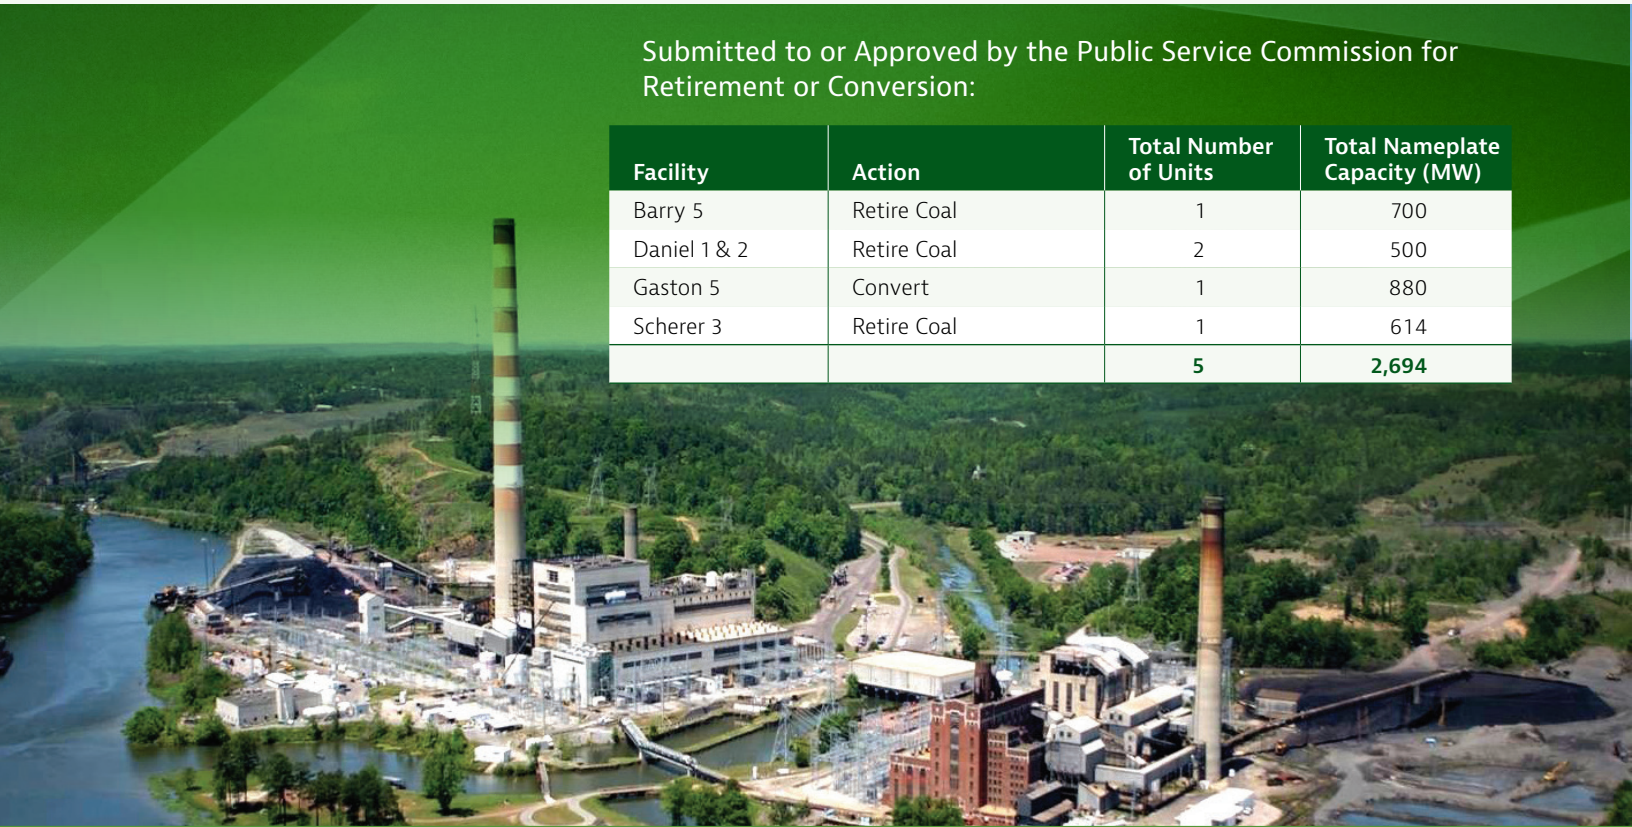 Submitted to or Approved by the Public Service Commission for
Retirement or Conversion:
Facility Action Total Number of Units Total Nameplate Capacity (MW)
Barry 5 Retire Coal 1 700
Daniel 1 & 2 Retire Coal 2 500
Gaston 5 Convert 1 880
Scherer 3 Retire Coal 1 614
5 2,694